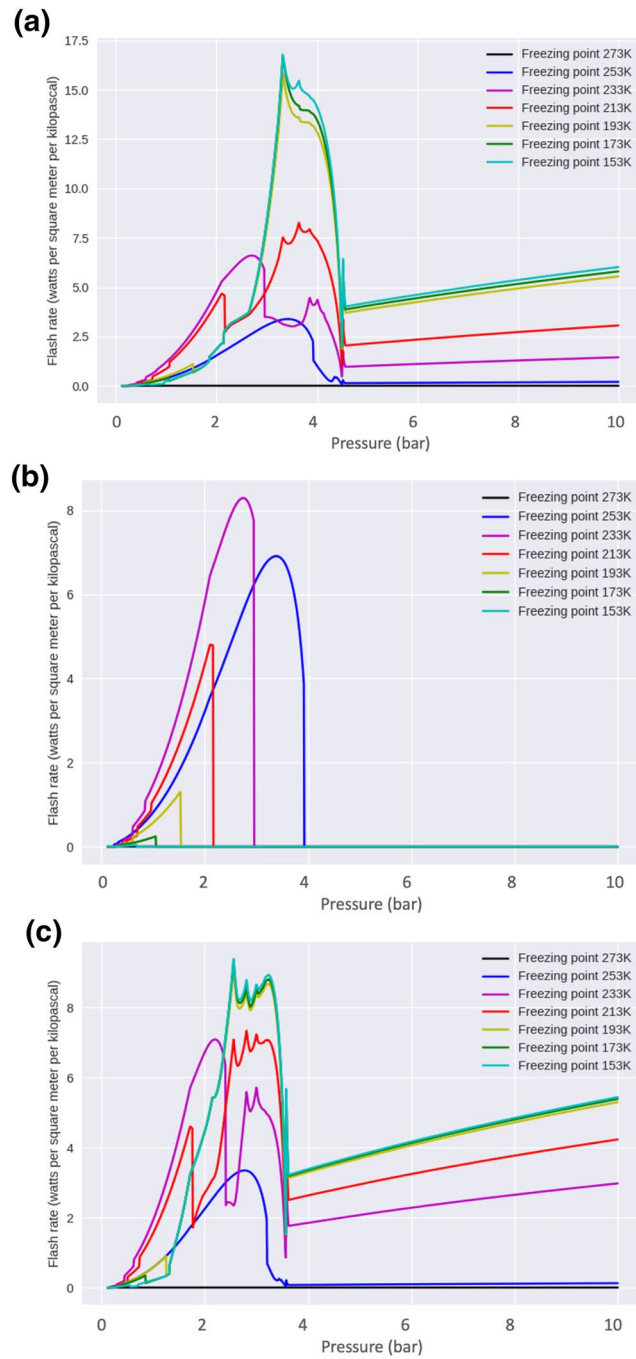 (a)
Flash rate (watts per square meter per kilopascal)
17.5
15.0
12.5
10.0
7.5
5.0
2.5
0.0
Freezing point 273K
Freezing point 253K
Freezing point 233K
Freezing point 213K
Freezing point 193K
Freezing point 173K
Freezing point 153K
0 2 4 6 8 10
Pressure (bar)
(b)
Flash rate (watts per square meter per kilopascal)
8
6
4
2
0
Freezing point 273K
Freezing point 253K
Freezing point 233K
Freezing point 213K
Freezing point 193K
Freezing point 173K
Freezing point 153K
0 2 4 6 8 10
Pressure (bar)
(c)
Flash rate (watts per square meter per kilopascal)
8
6
4
2
0
Freezing point 273K
Freezing point 253K
Freezing point 233K
Freezing point 213K
Freezing point 193K
Freezing point 173K
Freezing point 153K
0 2 4 6 8 10
Pressure (bar)